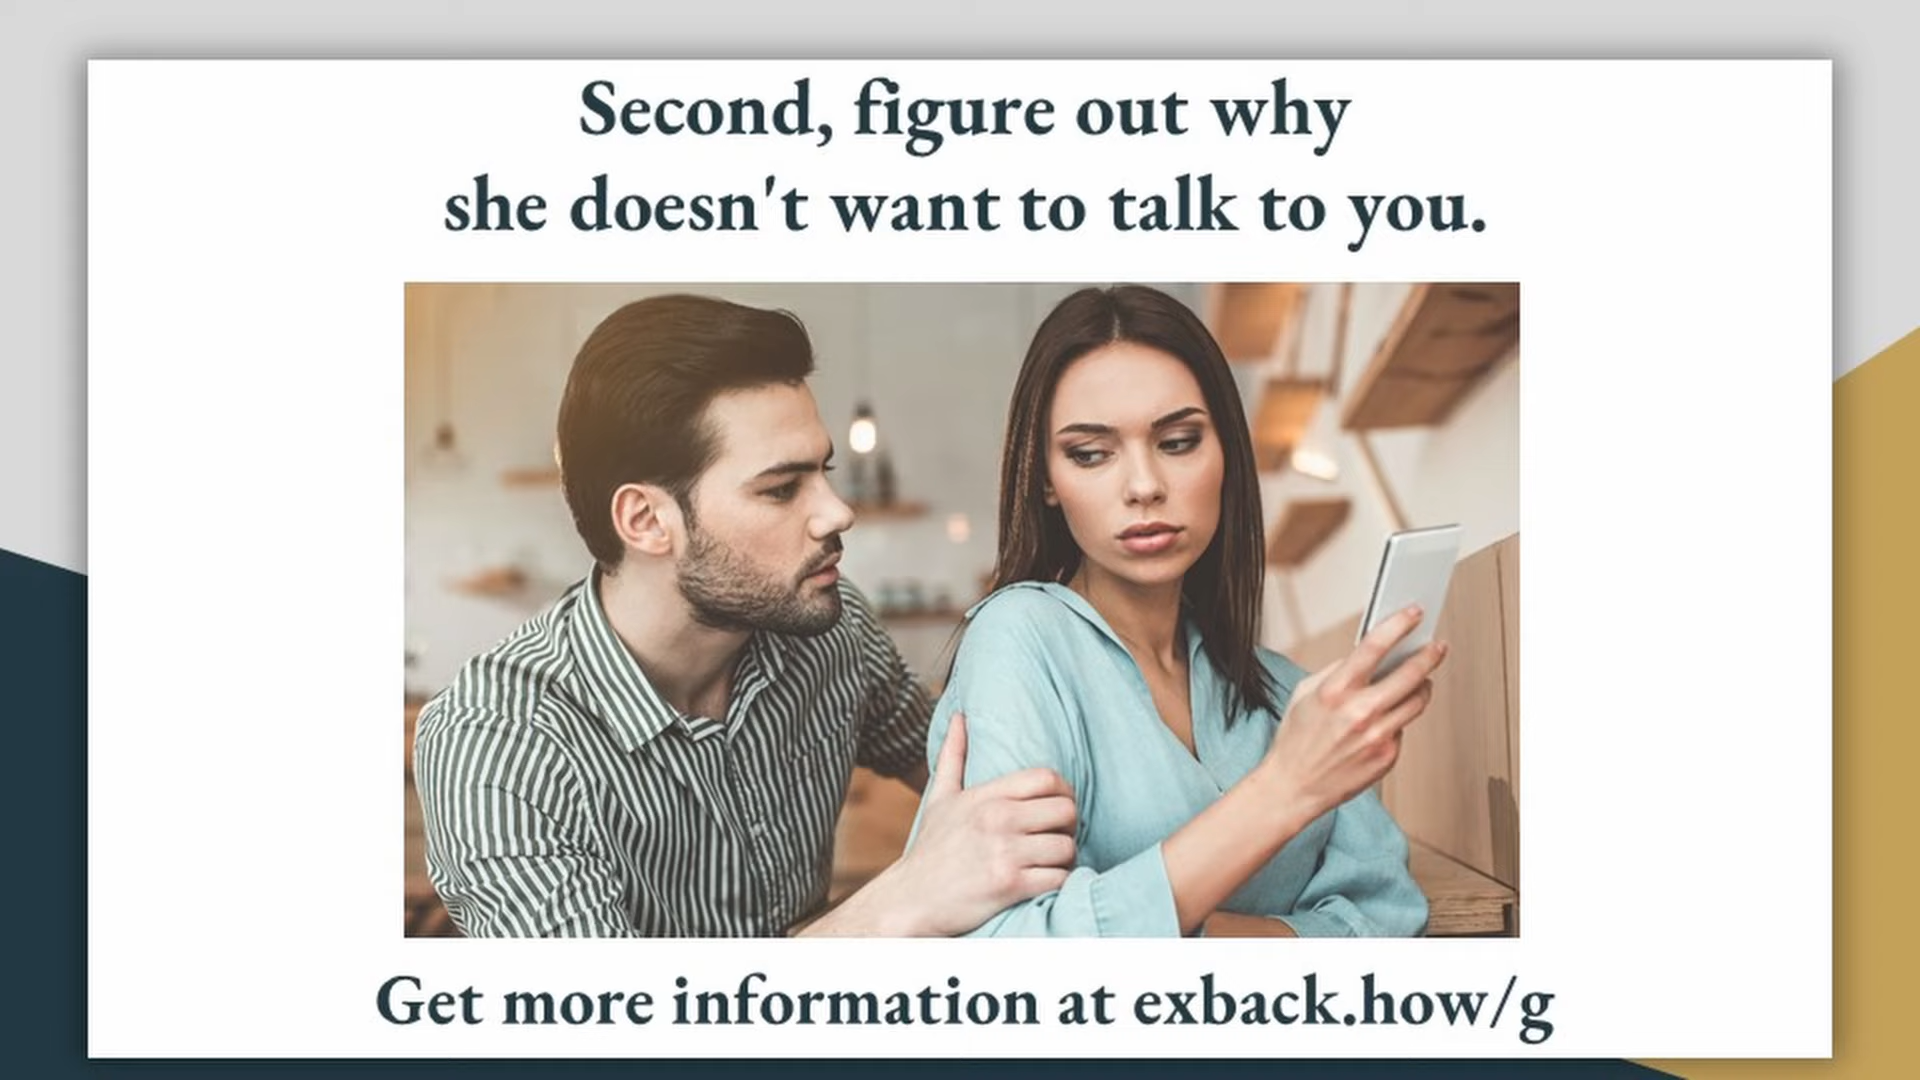 Second, figure out why
she doesn't want to talk to you.
Get more information at exback.how/g